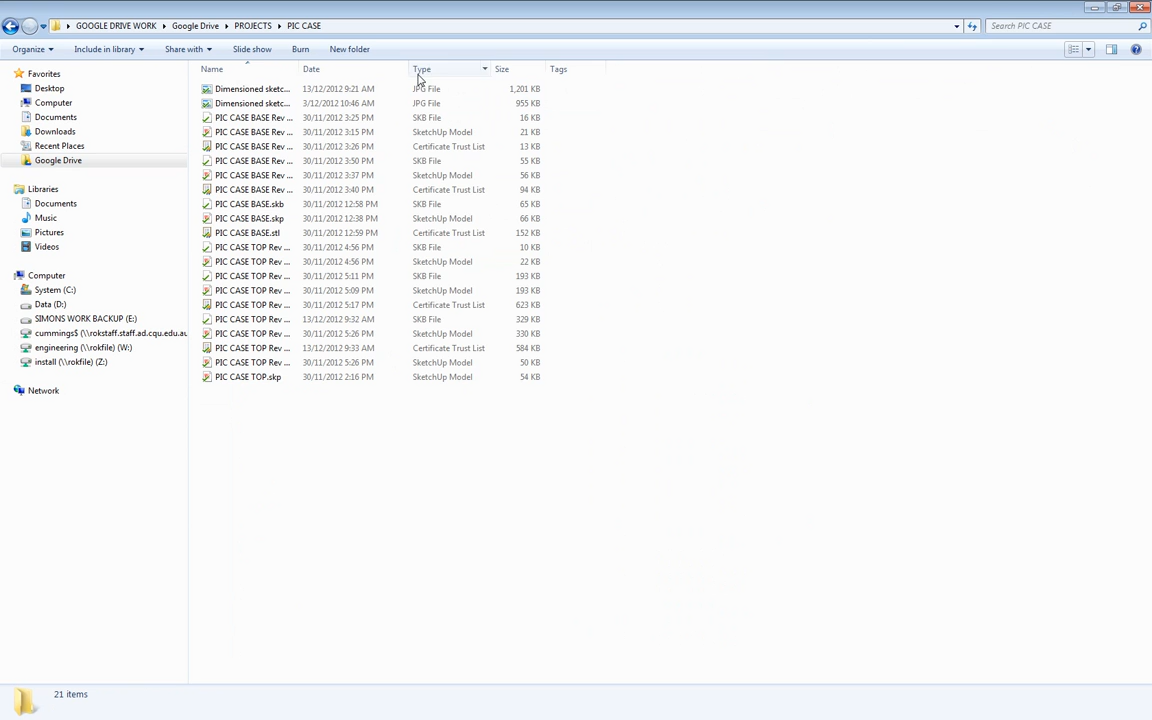 GOOGLE DRIVE WORK Google Drive PROJECTS PIC CASE Search PIC CASE
Organize Include in library Share with Slide show Burn New folder
Favorites
Desktop
Computer
Documents
Downloads
Recent Places
Google Drive
Libraries
Documents
Music
Pictures
Videos
Computer
System (C:)
Data (D:)
SIMONS WORK BACKUP (E:)
cummings$ (\\rokstaff.staff.ad.cqu.edu.au
engineering (\\rokfile) (W:)
install (\\rokfile) (Z:)
Network
Name Date Type Size Tags
Dimensioned sketc... 13/12/2012 9:21 AM JPG File 1,201 KB
Dimensioned sketc... 3/12/2012 10:46 AM JPG File 955 KB
PIC CASE BASE Rev ... 30/11/2012 3:25 PM SKB File 16 KB
PIC CASE BASE Rev ... 30/11/2012 3:15 PM SketchUp Model 21 KB
PIC CASE BASE Rev ... 30/11/2012 3:26 PM Certificate Trust List 13 KB
PIC CASE BASE Rev ... 30/11/2012 3:50 PM SKB File 55 KB
PIC CASE BASE Rev ... 30/11/2012 3:37 PM SketchUp Model 56 KB
PIC CASE BASE Rev ... 30/11/2012 3:40 PM Certificate Trust List 94 KB
PIC CASE BASE.skb 30/11/2012 12:58 PM SKB File 65 KB
PIC CASE BASE.skp 30/11/2012 12:38 PM SketchUp Model 66 KB
PIC CASE BASE.stl 30/11/2012 12:59 PM Certificate Trust List 152 KB
PIC CASE TOP Rev ... 30/11/2012 4:56 PM SKB File 10 KB
PIC CASE TOP Rev ... 30/11/2012 4:56 PM SketchUp Model 22 KB
PIC CASE TOP Rev ... 30/11/2012 5:11 PM SKB File 193 KB
PIC CASE TOP Rev ... 30/11/2012 5:09 PM SketchUp Model 193 KB
PIC CASE TOP Rev ... 30/11/2012 5:17 PM Certificate Trust List 623 KB
PIC CASE TOP Rev ... 13/12/2012 9:32 AM SKB File 329 KB
PIC CASE TOP Rev ... 30/11/2012 5:26 PM SketchUp Model 330 KB
PIC CASE TOP Rev ... 13/12/2012 9:33 AM Certificate Trust List 584 KB
PIC CASE TOP Rev ... 30/11/2012 5:26 PM SketchUp Model 50 KB
PIC CASE TOP.skp 30/11/2012 2:16 PM SketchUp Model 54 KB
21 items